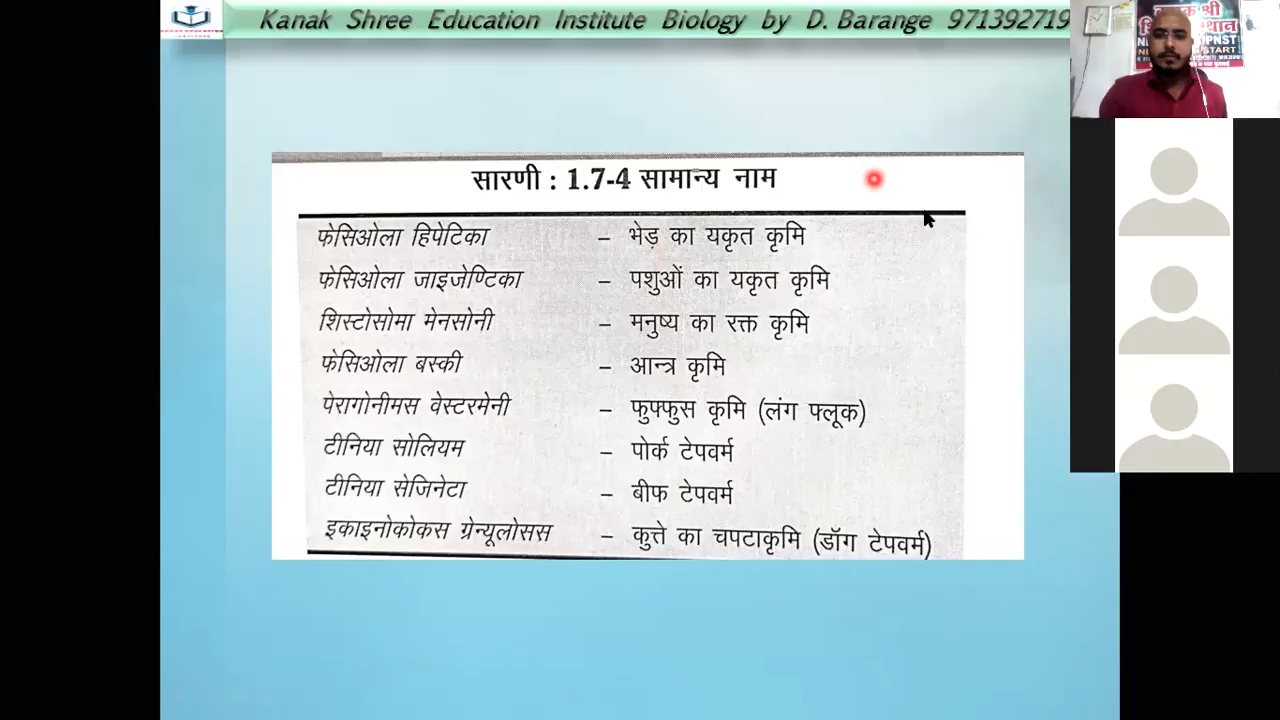 Kanak Shree Education Institute Biology by D. Barange 971392719
सारणी : 1.7-4 सामान्य नाम
फेसिओला हिपेटिका – भेड़ का यकृत कृमि
फेसिओला जाइजेण्टिका – पशुओं का यकृत कृमि
शिस्टोसोमा मेनसोनी – मनुष्य का रक्त कृमि
फेसिओला बस्की – आन्त्र कृमि
पेरागोनीमस वेस्टरमेनी – फुफ्फुस कृमि (लंग फ्लूक)
टीनिया सोलियम – पोर्क टेपवर्म
टीनिया सेजिनेटा – बीफ टेपवर्म
इकाइनोकोकस ग्रेन्यूलोसस – कुत्ते का चपटाकृमि (डॉग टेपवर्म)